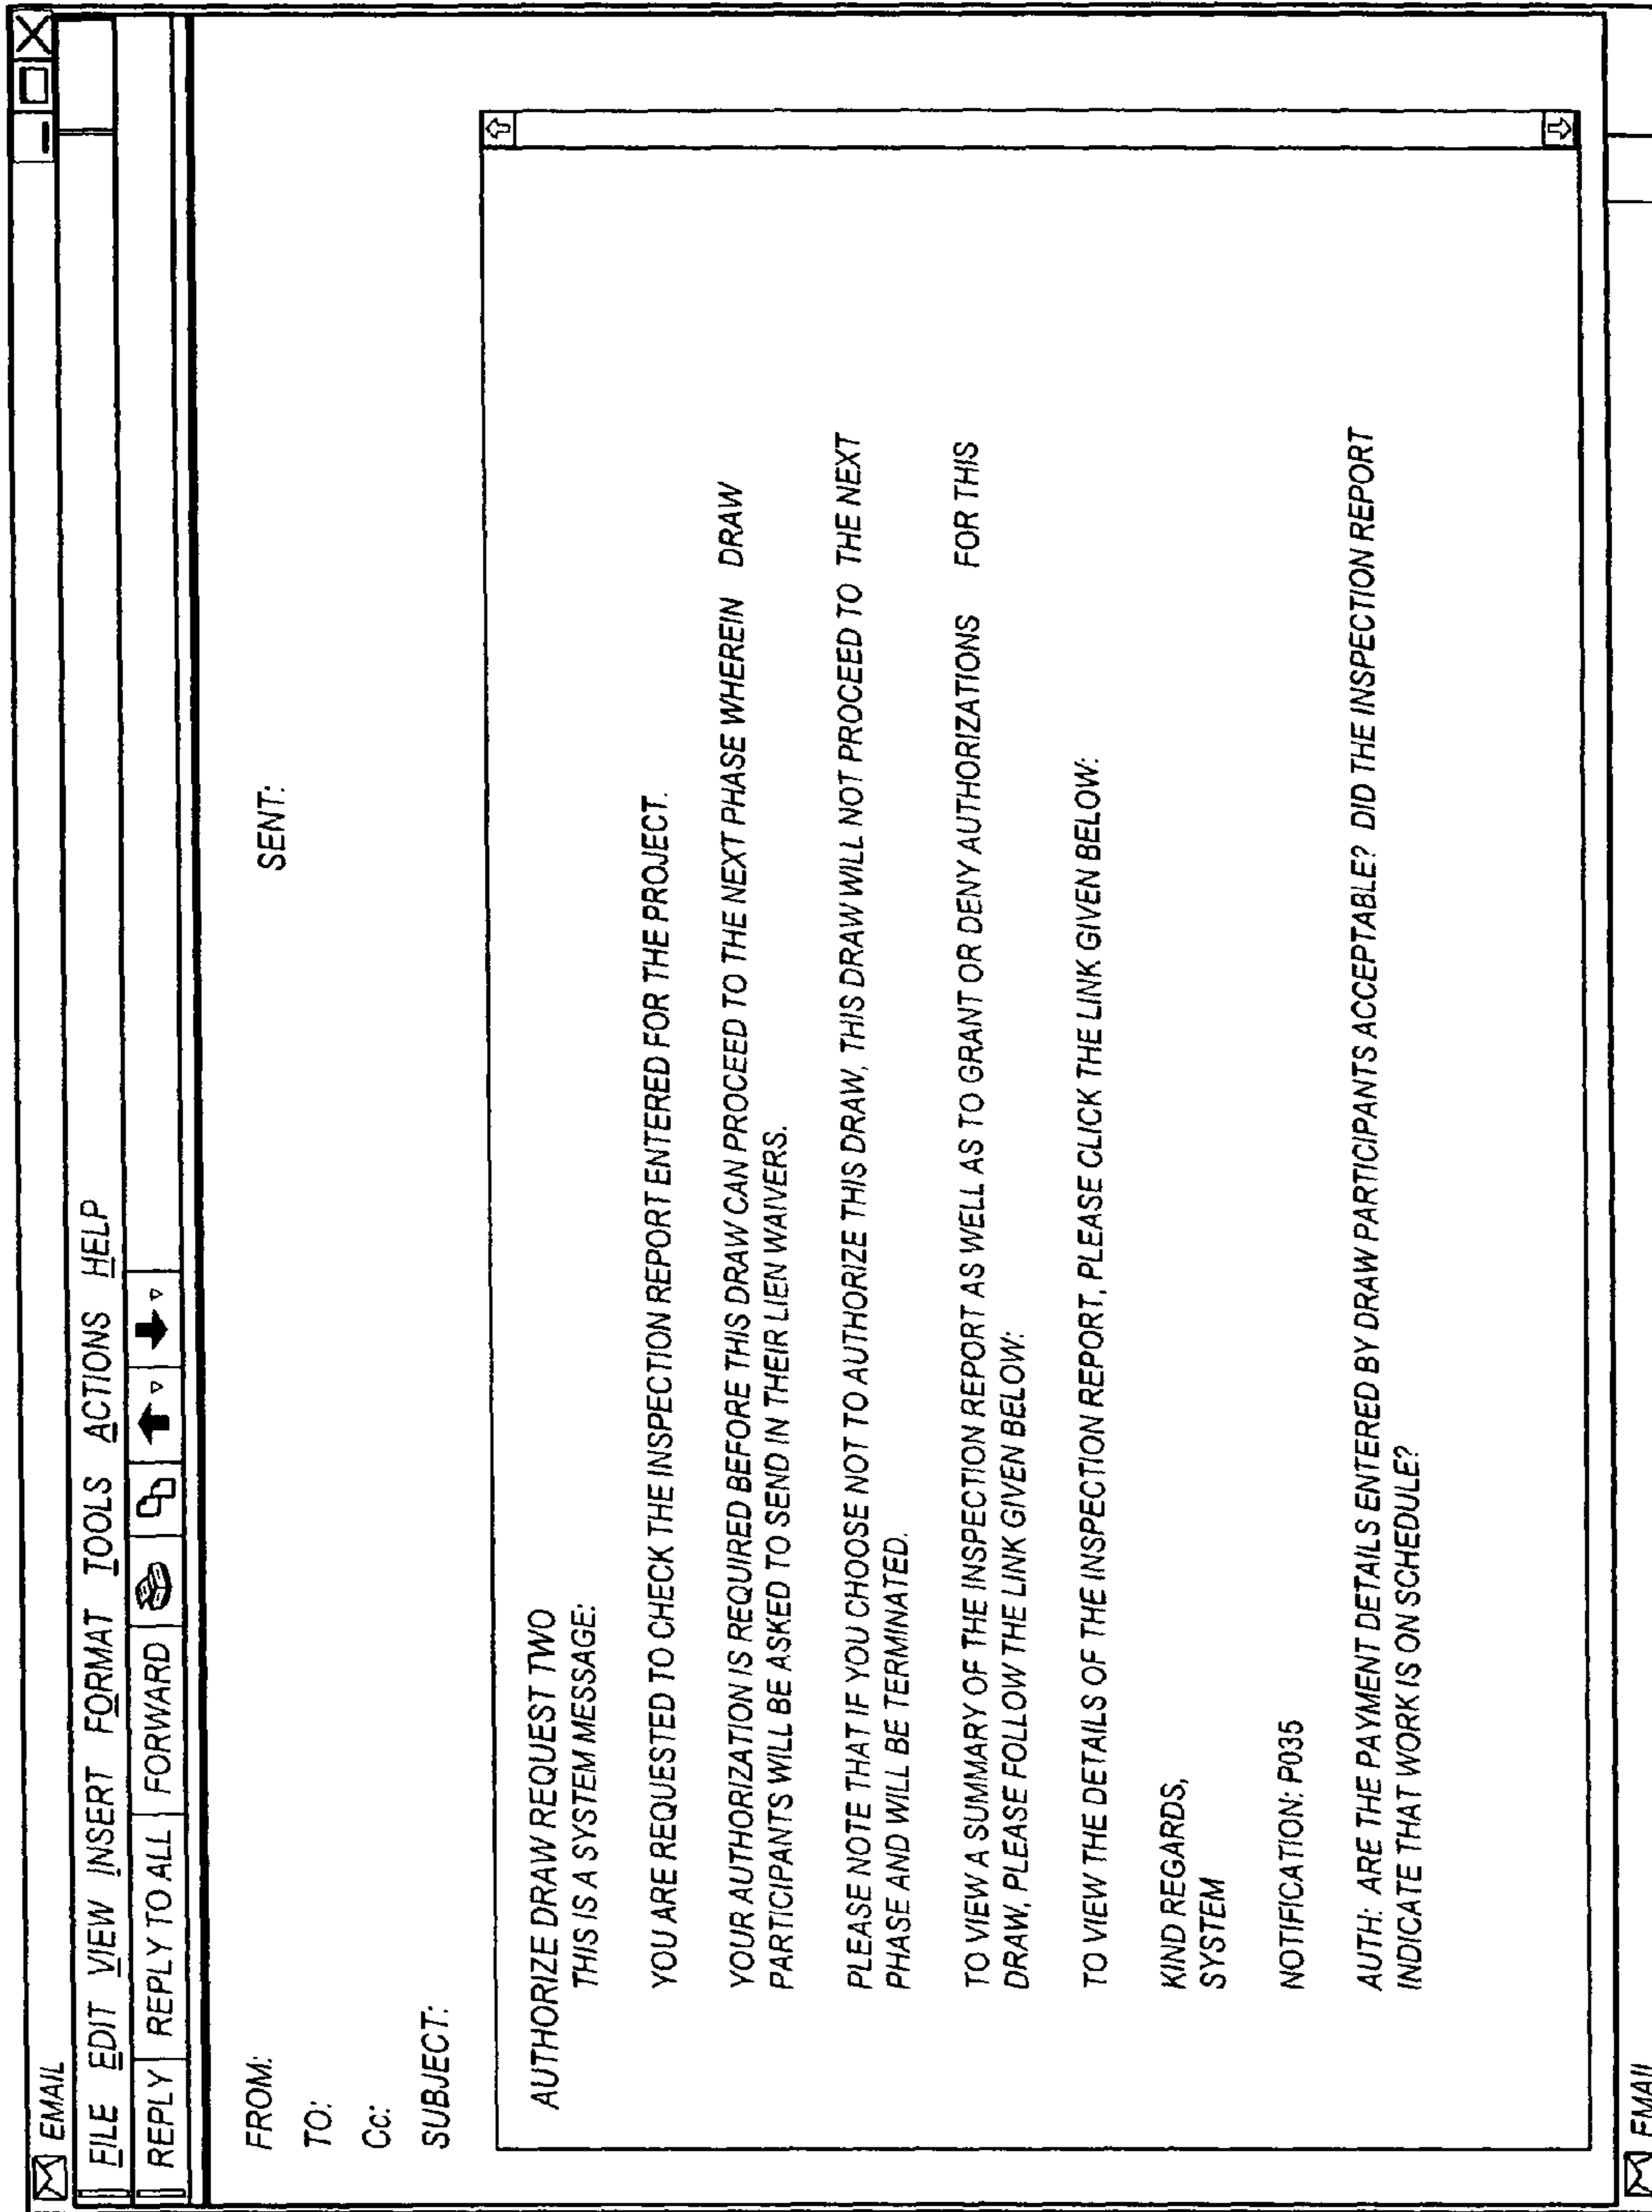 EMAIL
FILE EDIT VIEW INSERT FORMAT TOOLS ACTIONS HELP
REPLY REPLY TO ALL FORWARD
FROM: SENT:
TO:
Cc:
SUBJECT:
AUTHORIZE DRAW REQUEST TWO
THIS IS A SYSTEM MESSAGE:
YOU ARE REQUESTED TO CHECK THE INSPECTION REPORT ENTERED FOR THE PROJECT.
YOUR AUTHORIZATION IS REQUIRED BEFORE THIS DRAW CAN PROCEED TO THE NEXT PHASE WHEREIN DRAW
PARTICIPANTS WILL BE ASKED TO SEND IN THEIR LIEN WAIVERS.
PLEASE NOTE THAT IF YOU CHOOSE NOT TO AUTHORIZE THIS DRAW, THIS DRAW WILL NOT PROCEED TO THE NEXT
PHASE AND WILL BE TERMINATED.
TO VIEW A SUMMARY OF THE INSPECTION REPORT AS WELL AS TO GRANT OR DENY AUTHORIZATIONS FOR THIS
DRAW, PLEASE FOLLOW THE LINK GIVEN BELOW:
TO VIEW THE DETAILS OF THE INSPECTION REPORT, PLEASE CLICK THE LINK GIVEN BELOW:
KIND REGARDS,
SYSTEM
NOTIFICATION: P035
AUTH: ARE THE PAYMENT DETAILS ENTERED BY DRAW PARTICIPANTS ACCEPTABLE? DID THE INSPECTION REPORT
INDICATE THAT WORK IS ON SCHEDULE?
EMAIL